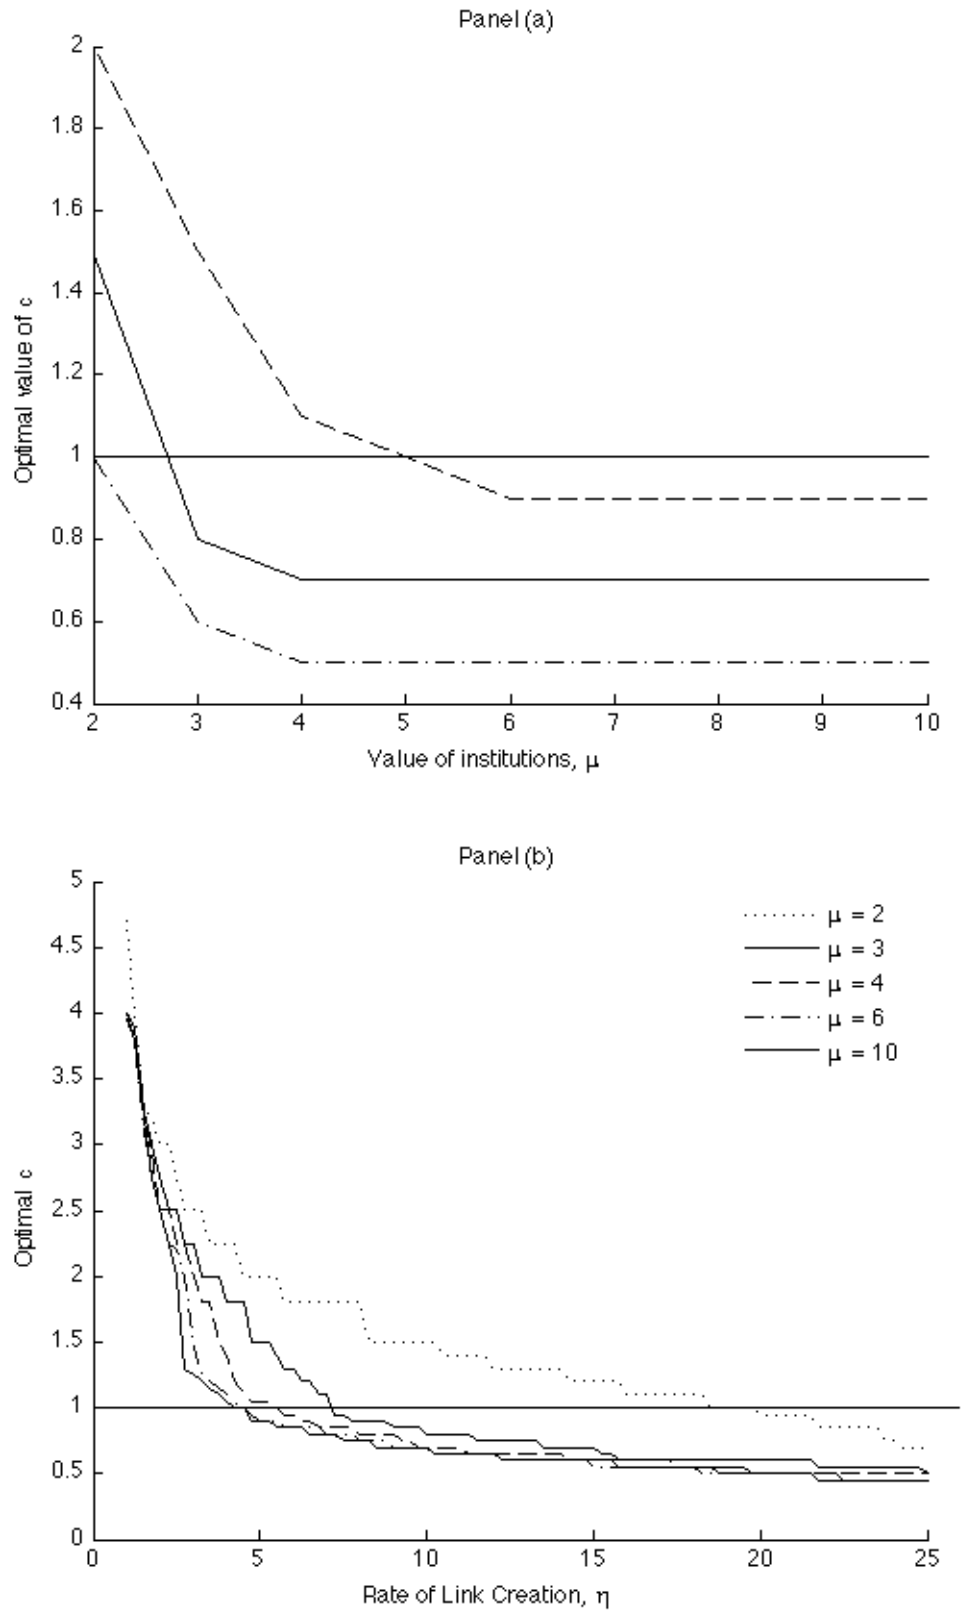 Panel (a)
2
1.8
1.6
1.4
1.2
1
0.8
0.6
0.4
Optimal value of c
2 3 4 5 6 7 8 9 10
Value of institutions, μ
Panel (b)
5
4.5
4
3.5
3
2.5
2
1.5
1
0.5
0
Optimal c
μ = 2
μ = 3
μ = 4
μ = 6
μ = 10
0 5 10 15 20 25
Rate of Link Creation, η